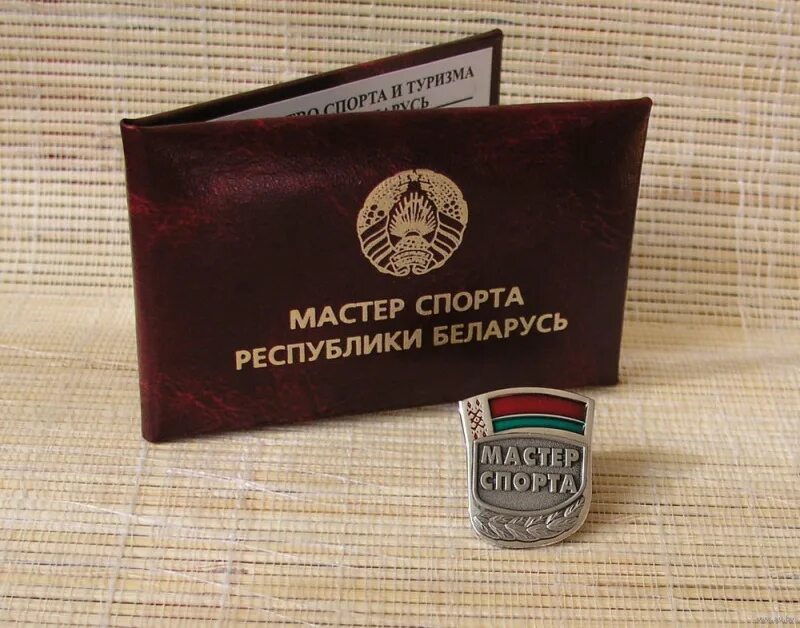 СПОРТА И ТУРИЗМА
МАСТЕР СПОРТА
РЕСПУБЛИКИ БЕЛАРУСЬ
МАСТЕР
СПОРТА